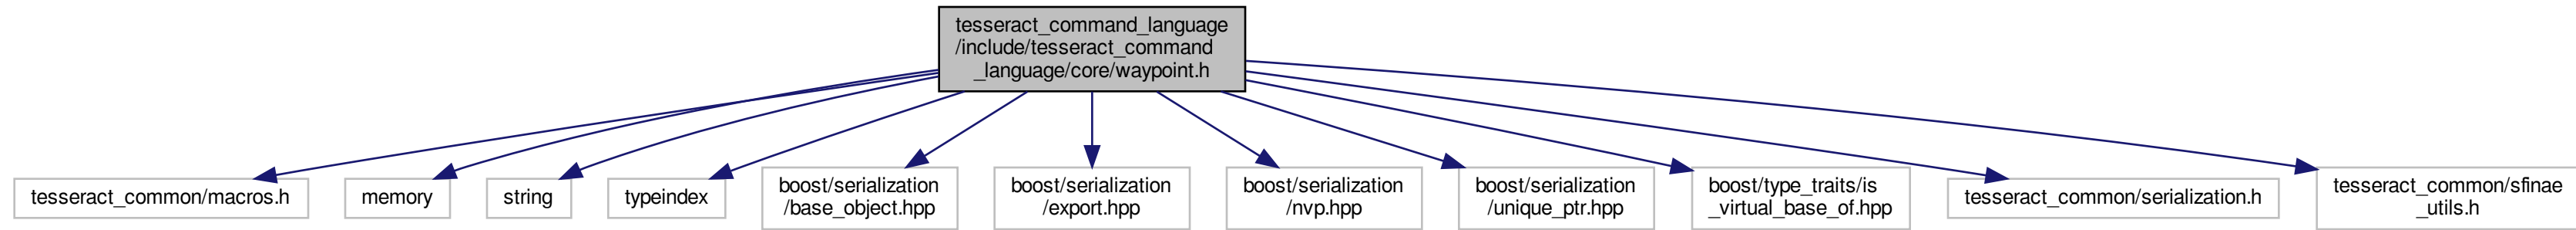 tesseract_command_language
/include/tesseract_command
_language/core/waypoint.h
tesseract_common/macros.h
memory
string
typeindex
boost/serialization
/base_object.hpp
boost/serialization
/export.hpp
boost/serialization
/nvp.hpp
boost/serialization
/unique_ptr.hpp
boost/type_traits/is
_virtual_base_of.hpp
tesseract_common/serialization.h
tesseract_common/sfinae
_utils.h